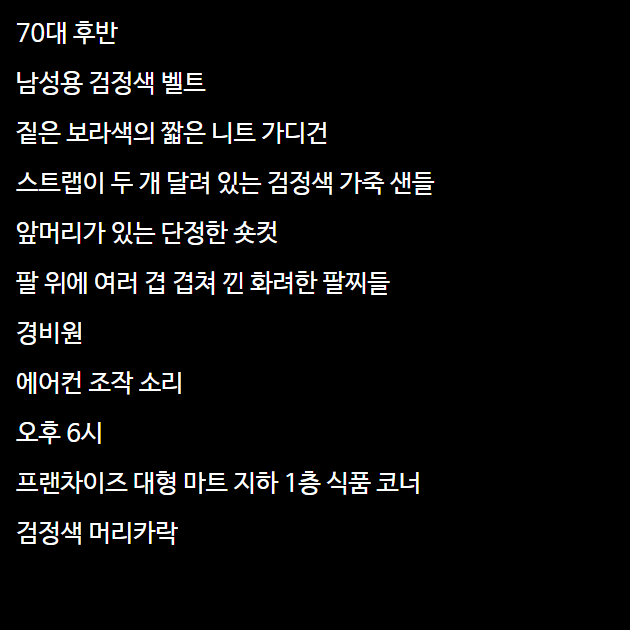 70대 후반
남성용 검정색 벨트
짙은 보라색의 짧은 니트 가디건
스트랩이 두 개 달려 있는 검정색 가죽 샌들
앞머리가 있는 단정한 숏컷
팔 위에 여러 겹 겹쳐 낀 화려한 팔찌들
경비원
에어컨 조작 소리
오후 6시
프랜차이즈 대형 마트 지하 1층 식품 코너
검정색 머리카락